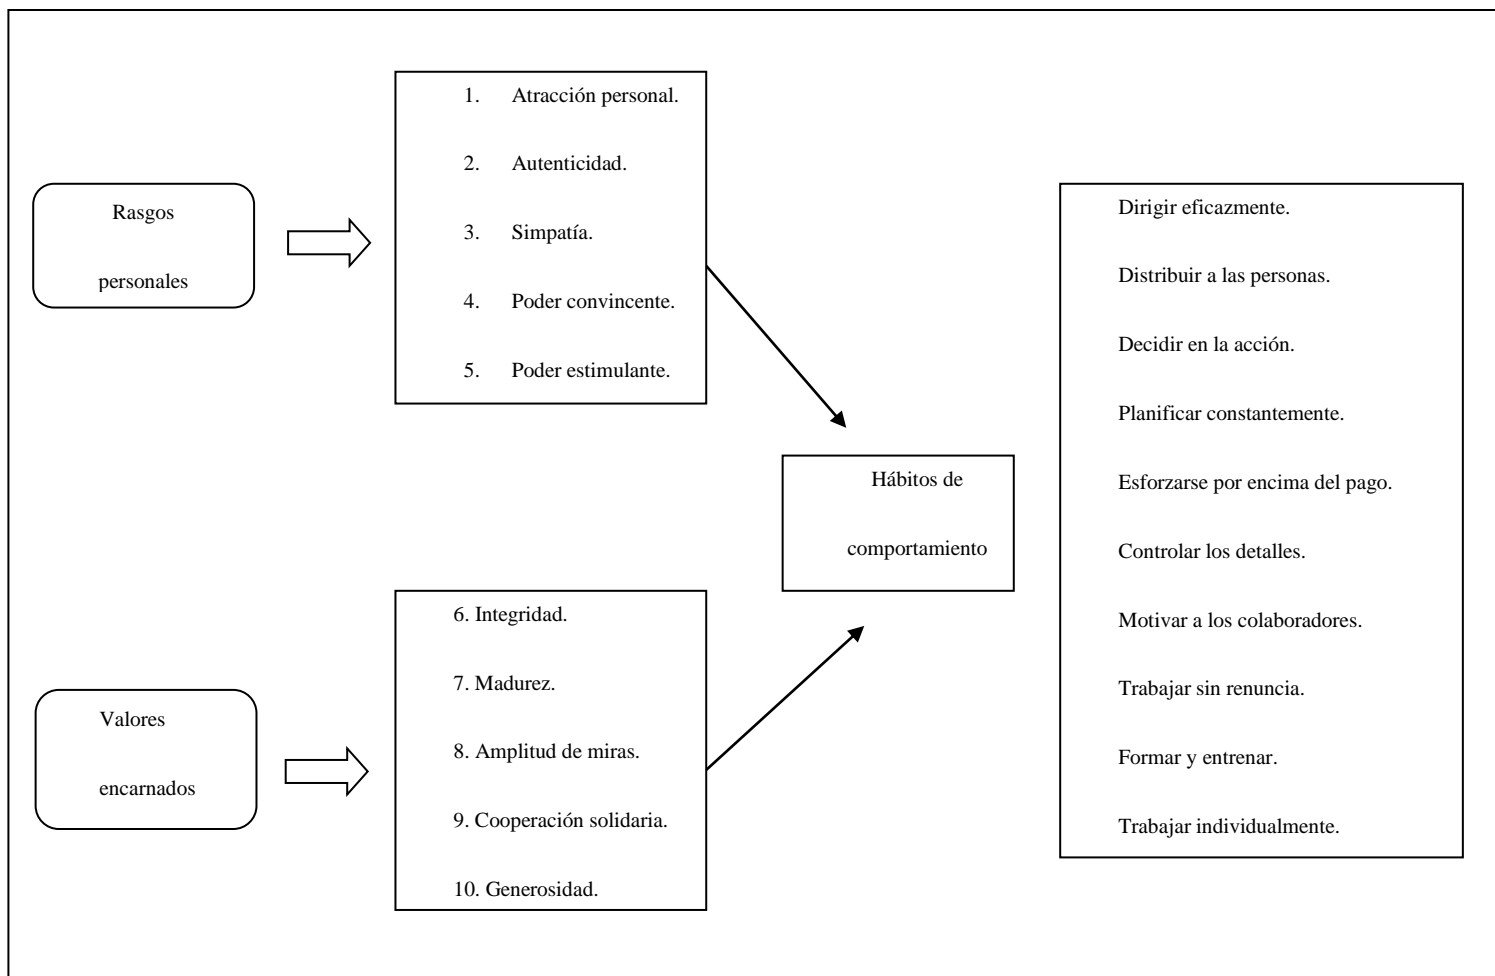 Rasgos
personales
1. Atracción personal.
2. Autenticidad.
3. Simpatía.
4. Poder convincente.
5. Poder estimulante.
Valores
encarnados
6. Integridad.
7. Madurez.
8. Amplitud de miras.
9. Cooperación solidaria.
10. Generosidad.
Hábitos de
comportamiento
Dirigir eficazmente.
Distribuir a las personas.
Decidir en la acción.
Planificar constantemente.
Esforzarse por encima del pago.
Controlar los detalles.
Motivar a los colaboradores.
Trabajar sin renuncia.
Formar y entrenar.
Trabajar individualmente.